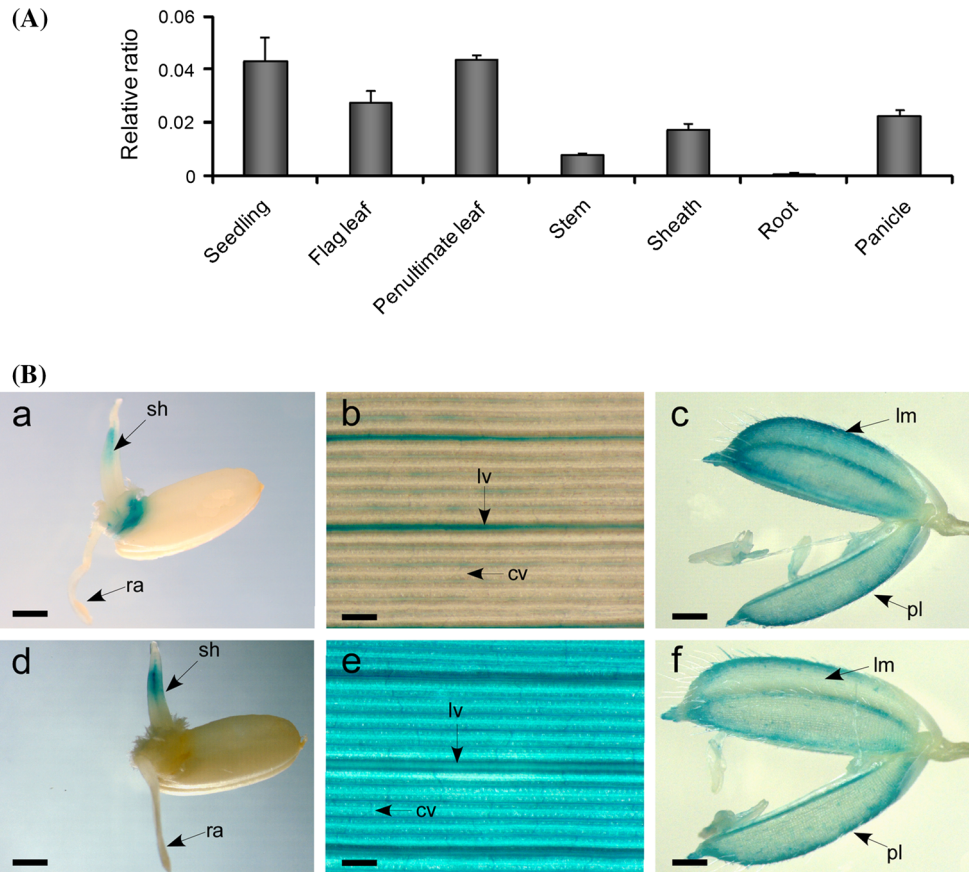 (A)
Relative ratio
0.06
0.04
0.02
0
Seedling
Flag leaf
Penultimate leaf
Stem
Sheath
Root
Panicle
(B)
a
sh
ra
b
lv
cv
c
lm
pl
d
sh
ra
e
lv
cv
f
lm
pl